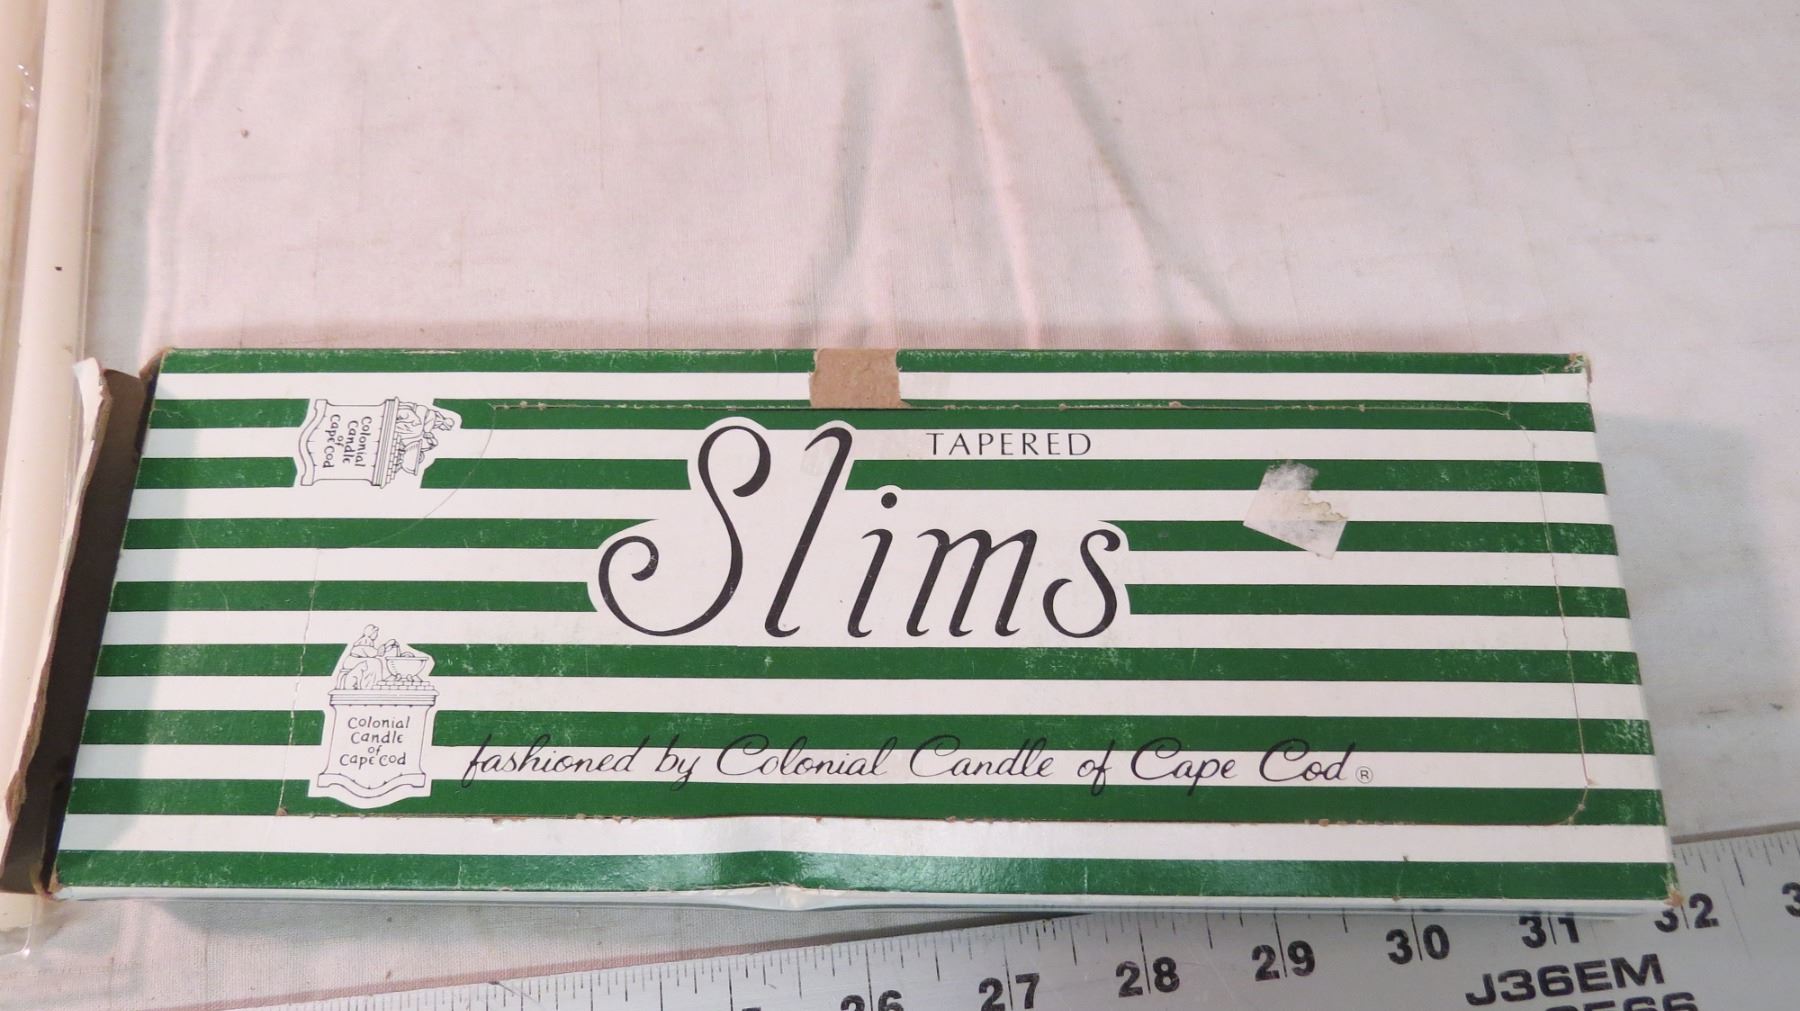 Colonial
Candle
of
Cape Cod
TAPERED
Slims
Colonial
Candle
of
Cape Cod
fashioned by Colonial Candle of Cape Cod®
26 27 28 29 30 31 32
J36EM